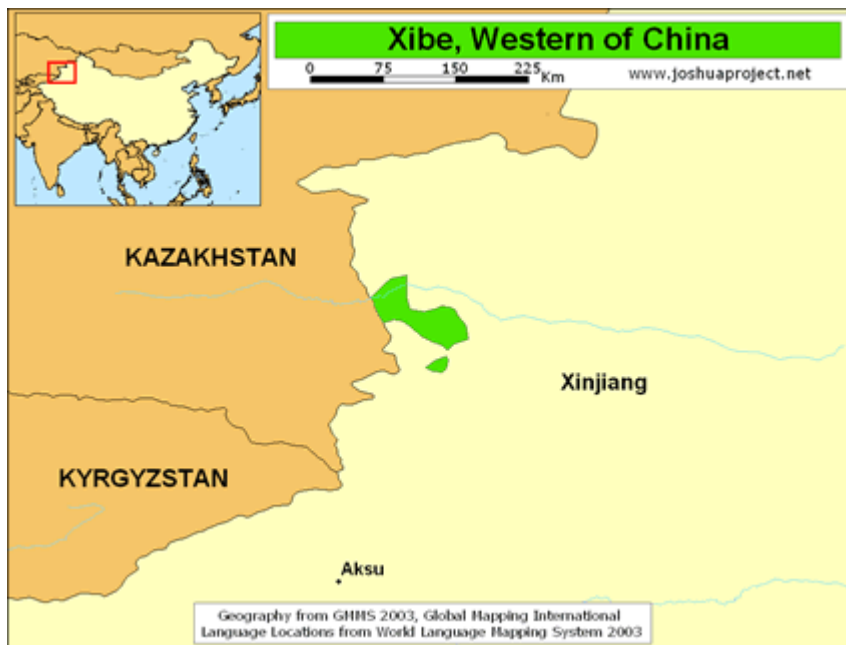 Xibe, Western of China
0 75 150 225 Km
www.joshuaproject.net
KAZAKHSTAN
Xinjiang
KYRGYZSTAN
Aksu
Geography from GMMS 2003, Global Mapping International
Language Locations from World Language Mapping System 2003